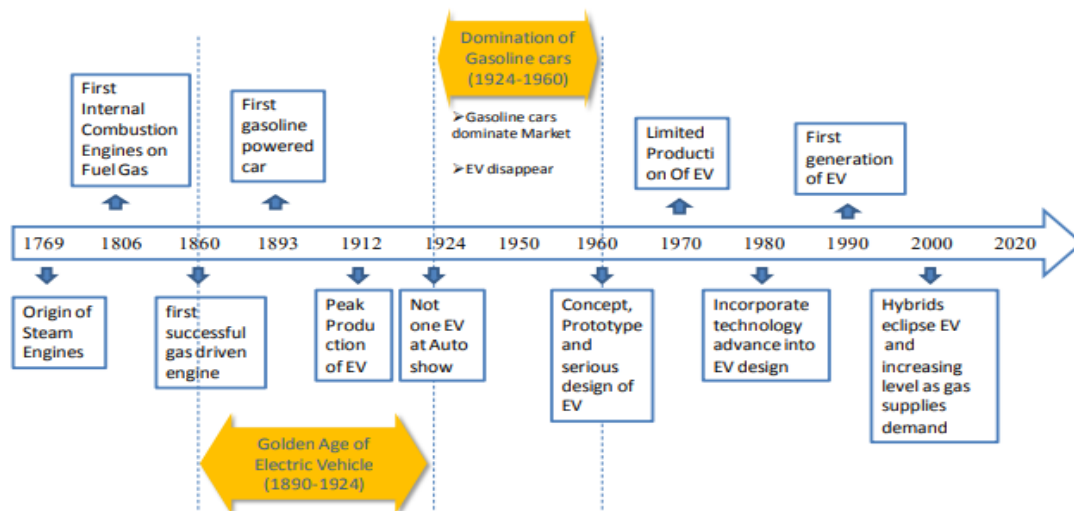 Domination of
Gasoline cars
(1924-1960)
➢Gasoline cars
dominate Market
➢EV disappear
First
Internal
Combustion
Engines on
Fuel Gas
First
gasoline
powered
car
Limited
Producti
on Of EV
First
generation
of EV
1769 1806 1860 1893 1912 1924 1950 1960 1970 1980 1990 2000 2020
Origin of
Steam
Engines
first
successful
gas driven
engine
Peak
Produ
ction
of EV
Not
one EV
at Auto
show
Concept,
Prototype
and
serious
design of
EV
Incorporate
technology
advance into
EV design
Hybrids
eclipse EV
and
increasing
level as gas
supplies
demand
Golden Age of
Electric Vehicle
(1890-1924)